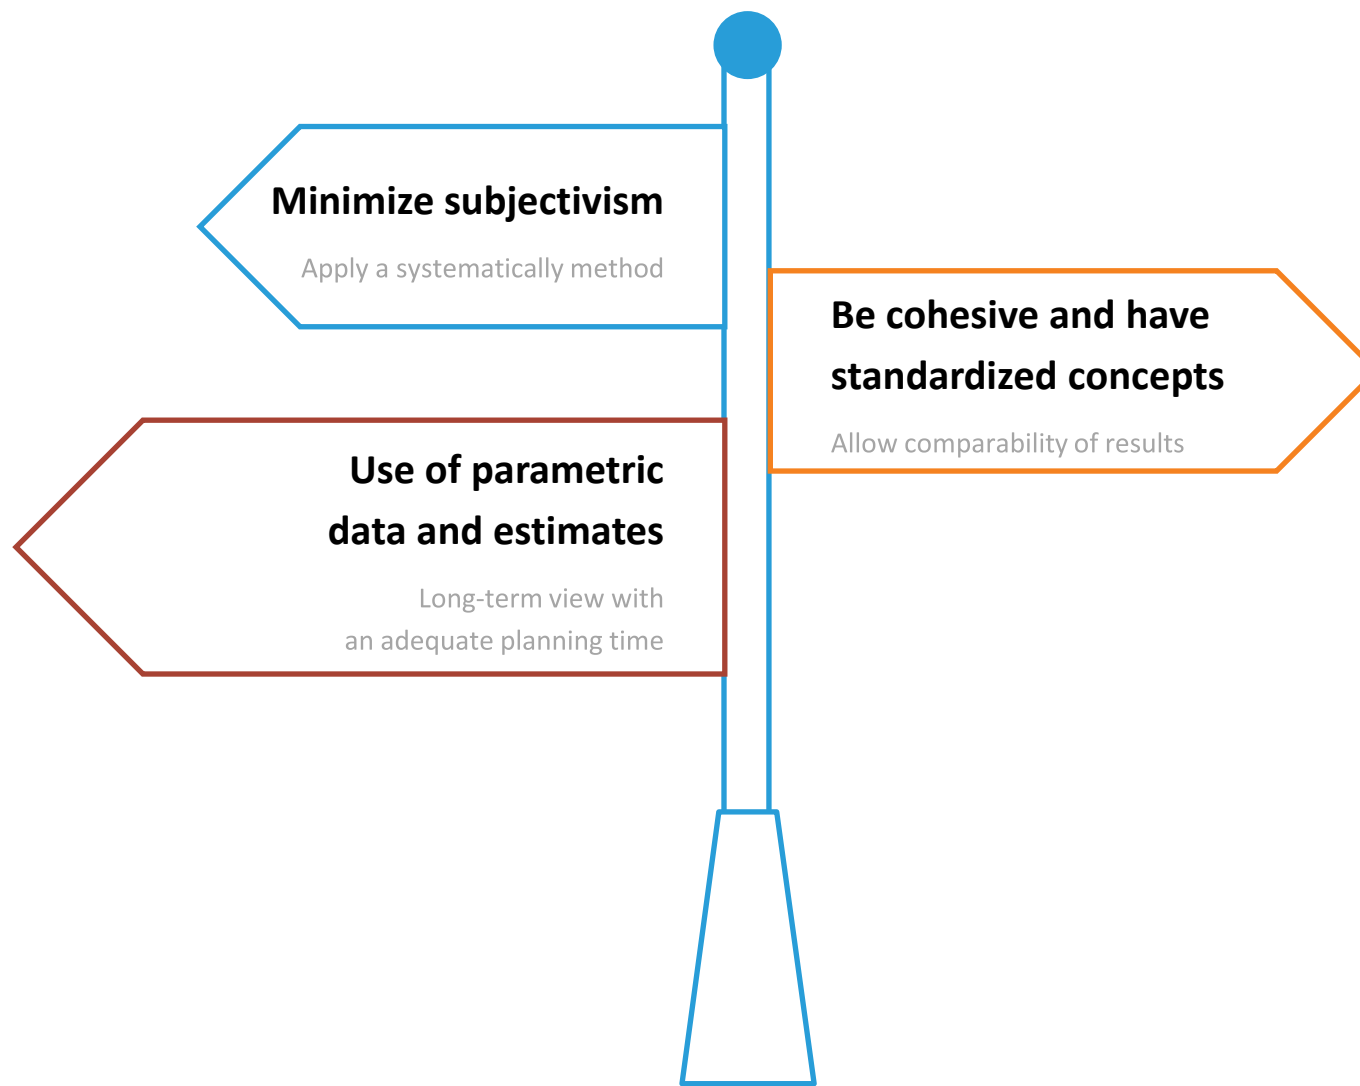 Minimize subjectivism
Apply a systematically method
Be cohesive and have
standardized concepts
Allow comparability of results
Use of parametric
data and estimates
Long-term view with
an adequate planning time